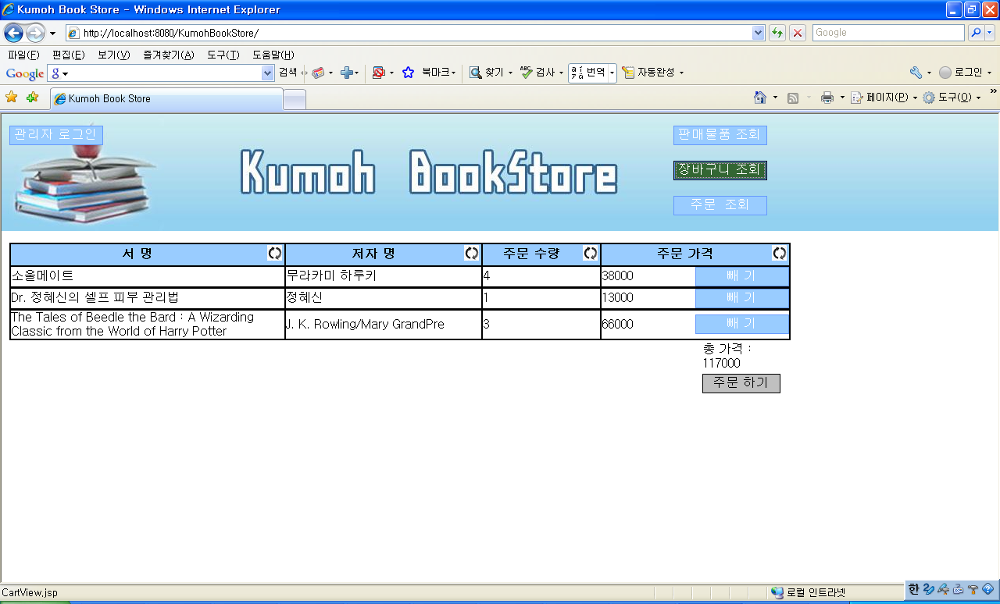 Kumoh Book Store - Windows Internet Explorer
http://localhost:8080/KumohBookStore/
Google
파일(F) 편집(E) 보기(V) 즐겨찾기(A) 도구(T) 도움말(H)
Google g 검색 북마크 찾기 검사 번역 자동완성 로그인
Kumoh Book Store
페이지(P) 도구(O) »
관리자 로그인
Kumoh BookStore
판매물품 조회
장바구니 조회
주문 조회
서 명 저자 명 주문 수량 주문 가격
소울메이트 무라카미 하루키 4 38000 빼 기
Dr. 정혜신의 셀프 피부 관리법 정혜신 1 13000 빼 기
The Tales of Beedle the Bard : A Wizarding
Classic from the World of Harry Potter J. K. Rowling/Mary GrandPre 3 66000 빼 기
총 가격 :
117000
주문 하기
CartView.jsp 로컬 인트라넷 한